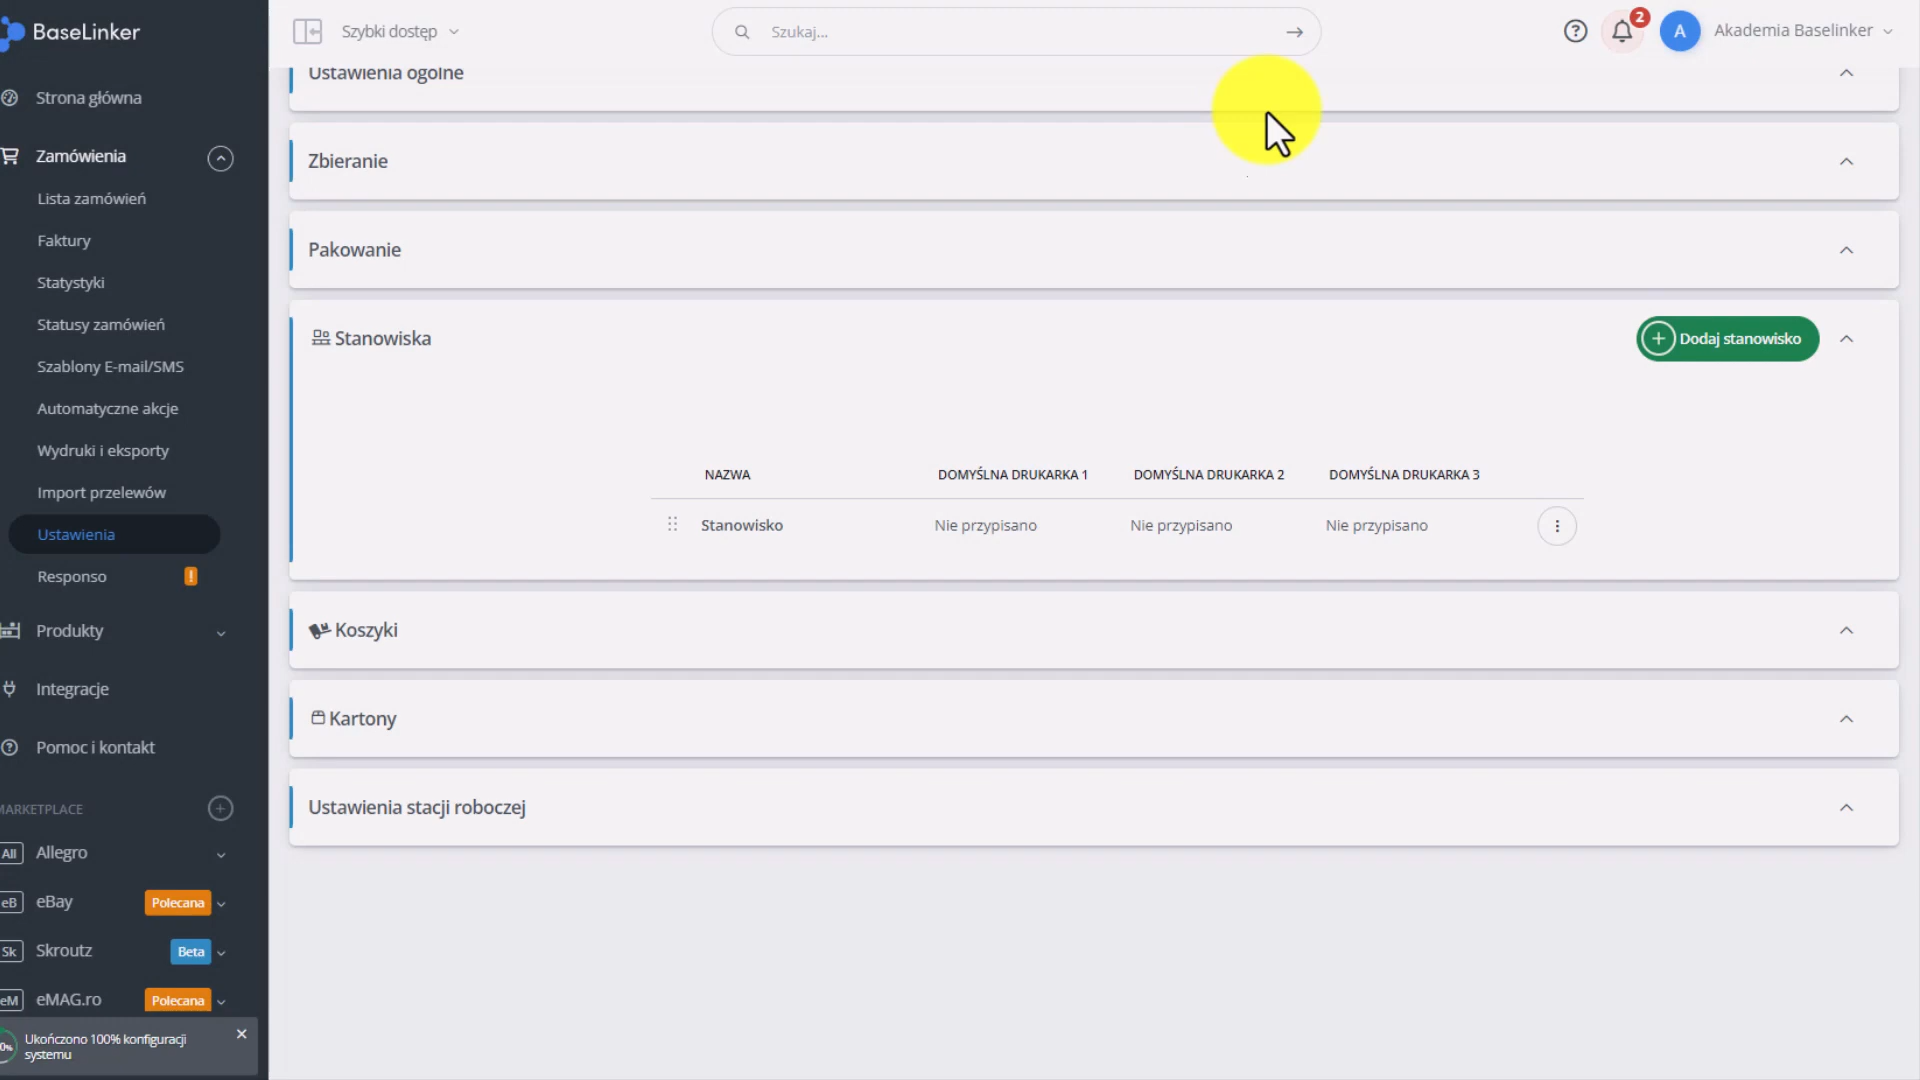 BaseLinker
Szybki dostęp
Szukaj...
2
A
Akademia Baselinker
Strona główna
Zamówienia
Lista zamówień
Faktury
Statystyki
Statusy zamówień
Szablony E-mail/SMS
Automatyczne akcje
Wydruki i eksporty
Import przelewów
Ustawienia
Responso !
Produkty
Integracje
Pomoc i kontakt
MARKETPLACE
All Allegro
eB eBay Polecana
Sk Skroutz Beta
eM eMAG.ro Polecana
0% Ukończono 100% konfiguracji
systemu
Ustawienia ogólne
Zbieranie
Pakowanie
Stanowiska
Dodaj stanowisko
NAZWA DOMYŚLNA DRUKARKA 1 DOMYŚLNA DRUKARKA 2 DOMYŚLNA DRUKARKA 3
Stanowisko Nie przypisano Nie przypisano Nie przypisano
Koszyki
Kartony
Ustawienia stacji roboczej